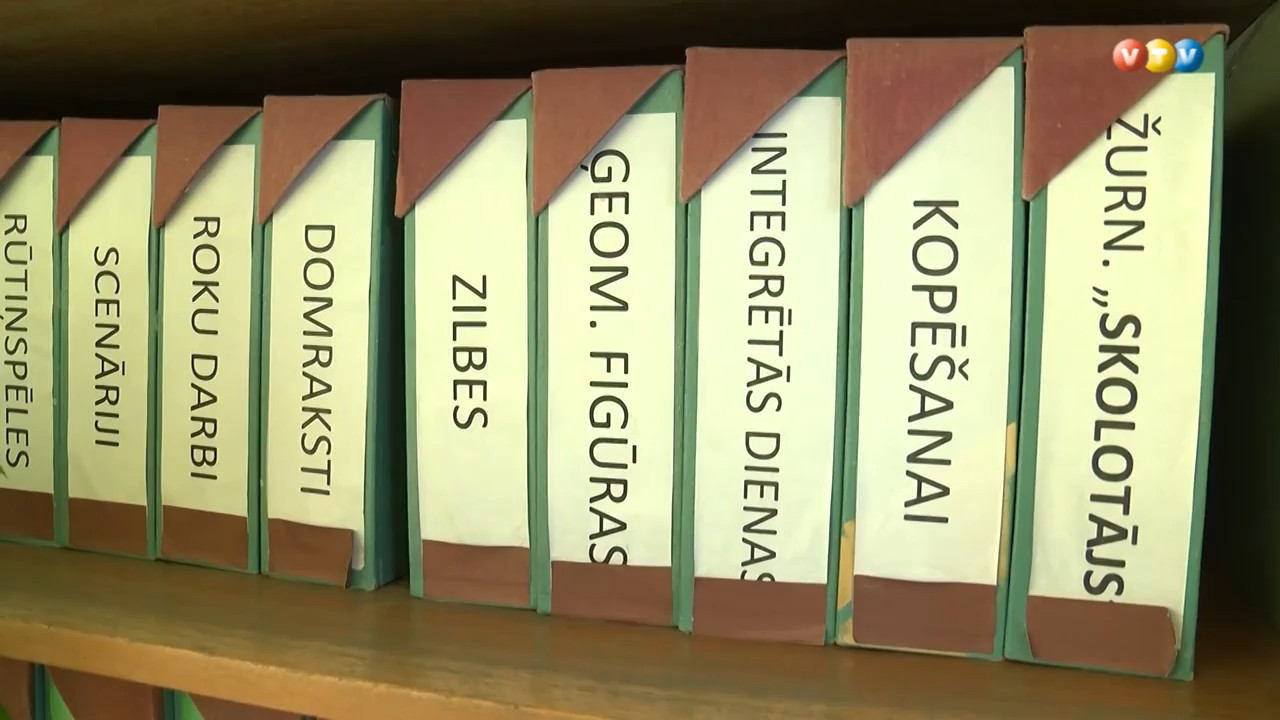 RŪTIŅSPĒLES
SCENĀRIJI
ROKU DARBI
DOMRAKSTI
ZILBES
ĢEOM. FIGŪRAS
INTEGRĒTĀS DIENAS
KOPĒŠANAI
ŽURN. „SKOLOTĀJS
VTV